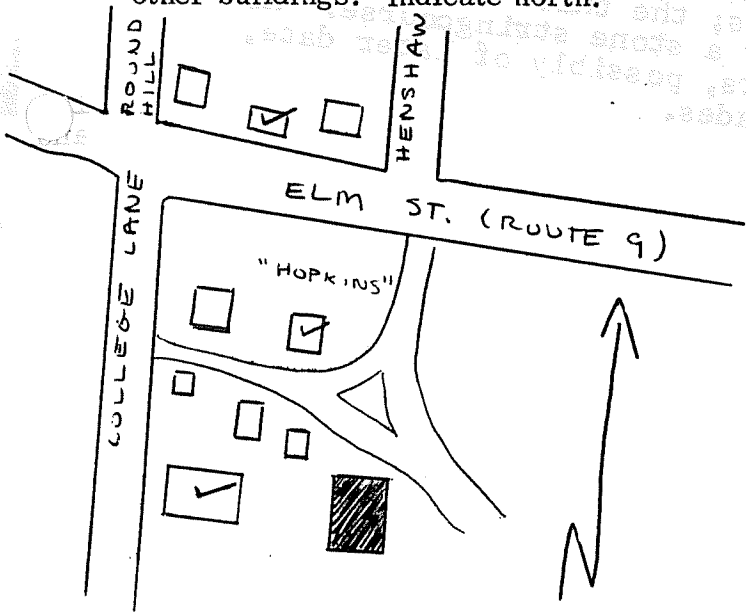 other buildings. Indicate north.
ROUND
HILL
HENSHAW
ELM ST. (ROUTE 9)
"HOPKINS"
COLLEGE LANE
N